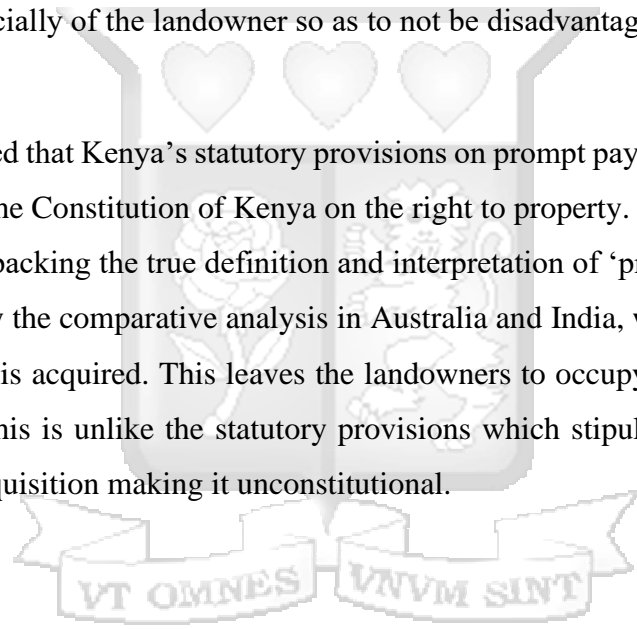 cially of the landowner so as to not be disadvantag
ed that Kenya’s statutory provisions on prompt pay
he Constitution of Kenya on the right to property.
packing the true definition and interpretation of ‘pr
y the comparative analysis in Australia and India, v
is acquired. This leaves the landowners to occupy
his is unlike the statutory provisions which stipul
quisition making it unconstitutional.
VT OMNES VNVM SINT